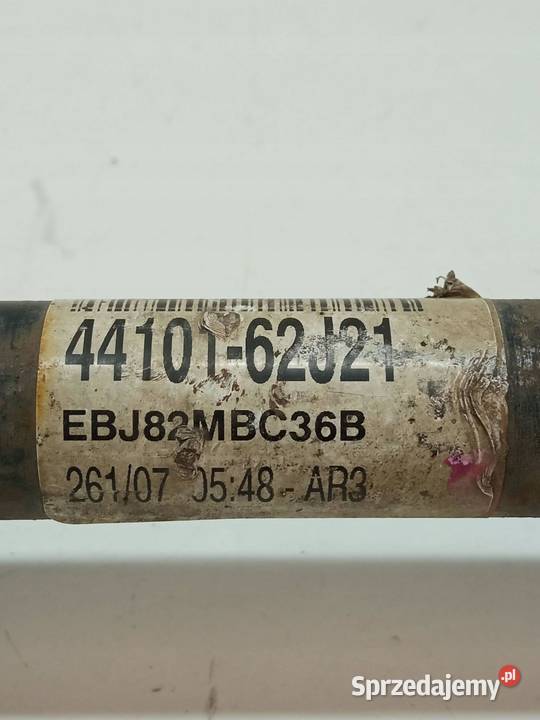 44101-62J21
EBJ82MBC36B
261/07 05:48 - AR3
Sprzedajemy.pl